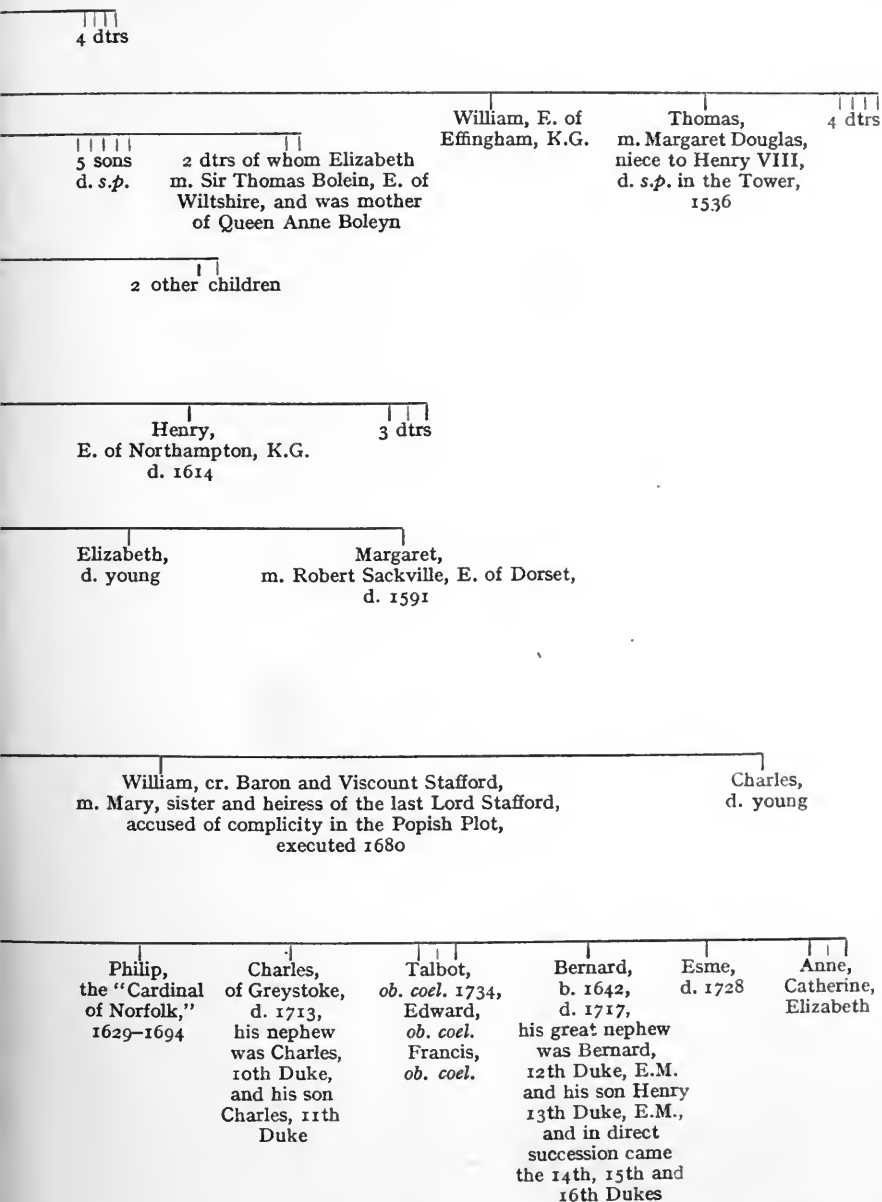 4 dtrs
William, E. of
Effingham, K.G.
Thomas,
m. Margaret Douglas,
niece to Henry VIII,
d. s.p. in the Tower,
1536
4 dtrs
5 sons
d. s.p.
2 dtrs of whom Elizabeth
m. Sir Thomas Bolein, E. of
Wiltshire, and was mother
of Queen Anne Boleyn
2 other children
Henry,
E. of Northampton, K.G.
d. 1614
3 dtrs
Elizabeth,
d. young
Margaret,
m. Robert Sackville, E. of Dorset,
d. 1591
William, cr. Baron and Viscount Stafford,
m. Mary, sister and heiress of the last Lord Stafford,
accused of complicity in the Popish Plot,
executed 1680
Charles,
d. young
Philip,
the "Cardinal
of Norfolk,"
1629–1694
Charles,
of Greystoke,
d. 1713,
his nephew
was Charles,
10th Duke,
and his son
Charles, 11th
Duke
Talbot,
ob. coel. 1734,
Edward,
ob. coel.
Francis,
ob. coel.
Bernard,
b. 1642,
d. 1717,
his great nephew
was Bernard,
12th Duke, E.M.
and his son Henry
13th Duke, E.M.,
and in direct
succession came
the 14th, 15th and
16th Dukes
Esme,
d. 1728
Anne,
Catherine,
Elizabeth